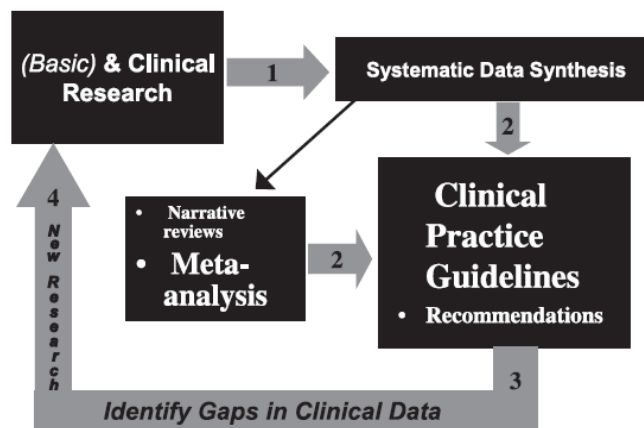 (Basic) & Clinical
Research
1
Systematic Data Synthesis
2
4
New Research
• Narrative
reviews
• Meta-
analysis
2
Clinical
Practice
Guidelines
• Recommendations
3
Identify Gaps in Clinical Data